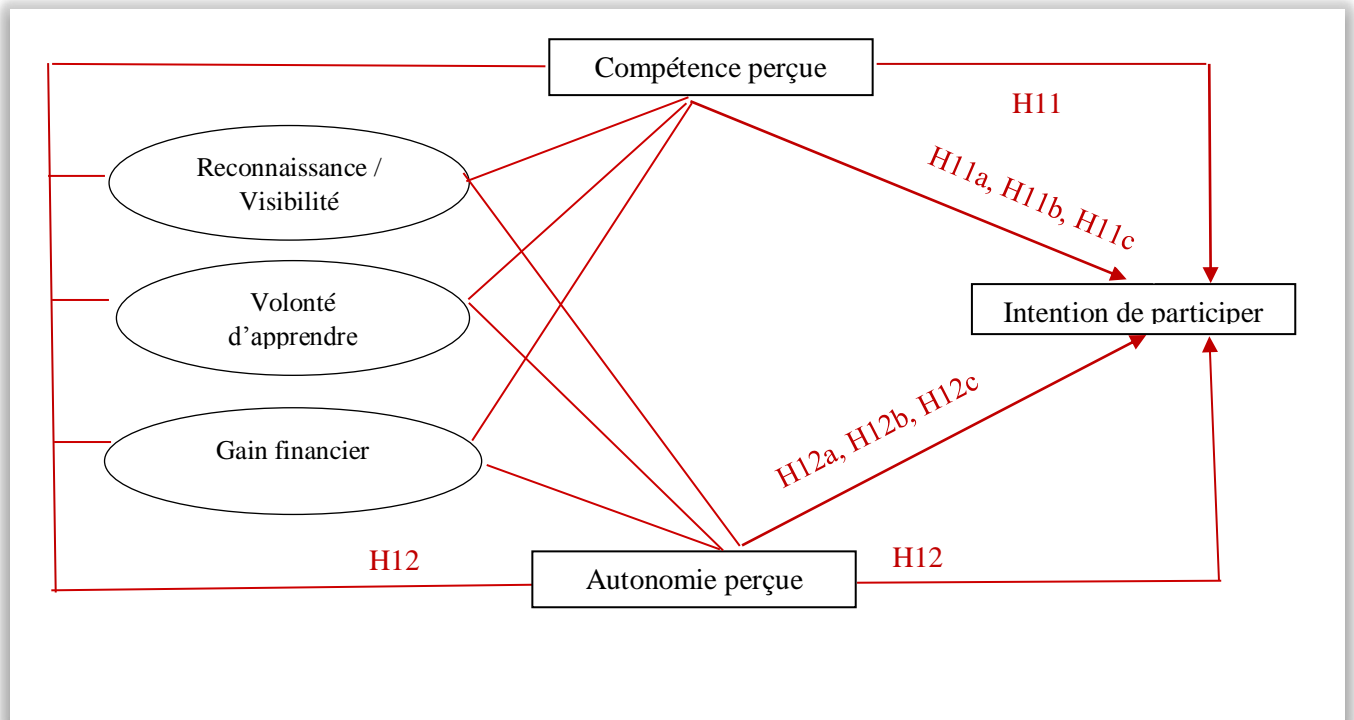 Compétence perçue
H11
Reconnaissance /
Visibilité
H11a, H11b, H11c
Volonté
d’apprendre
Intention de participer
H12a, H12b, H12c
Gain financier
H12
Autonomie perçue
H12